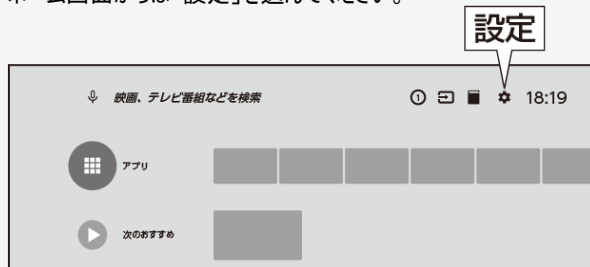 ホーム画面からは「設定」を選んでください。
設定
映画、テレビ番組などを検索
① 18:19
アプリ
次のおすすめ